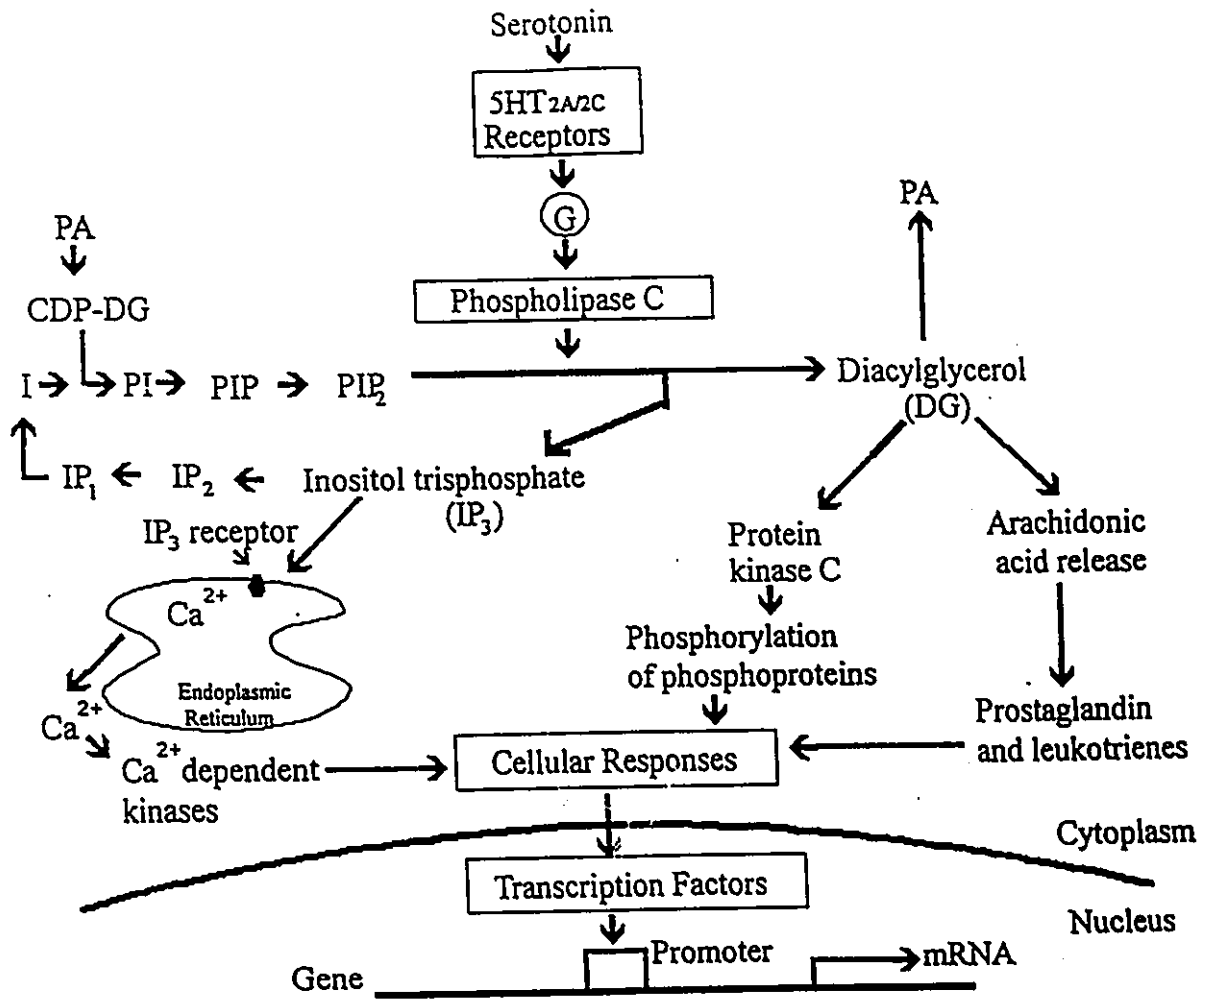 Serotonin
5HT2A/2C
Receptors
G
PA
PA
Phospholipase C
CDP-DG
I PI PIP PIP2
Diacylglycerol
(DG)
IP1 IP2 Inositol trisphosphate
(IP3)
IP3 receptor
Protein
kinase C
Arachidonic
acid release
Ca2+
Phosphorylation
of phosphoproteins
Endoplasmic
Reticulum
Ca2+
Prostaglandin
and leukotrienes
Ca2+ dependent
kinases
Cellular Responses
Cytoplasm
Transcription Factors
Nucleus
Promoter
mRNA
Gene